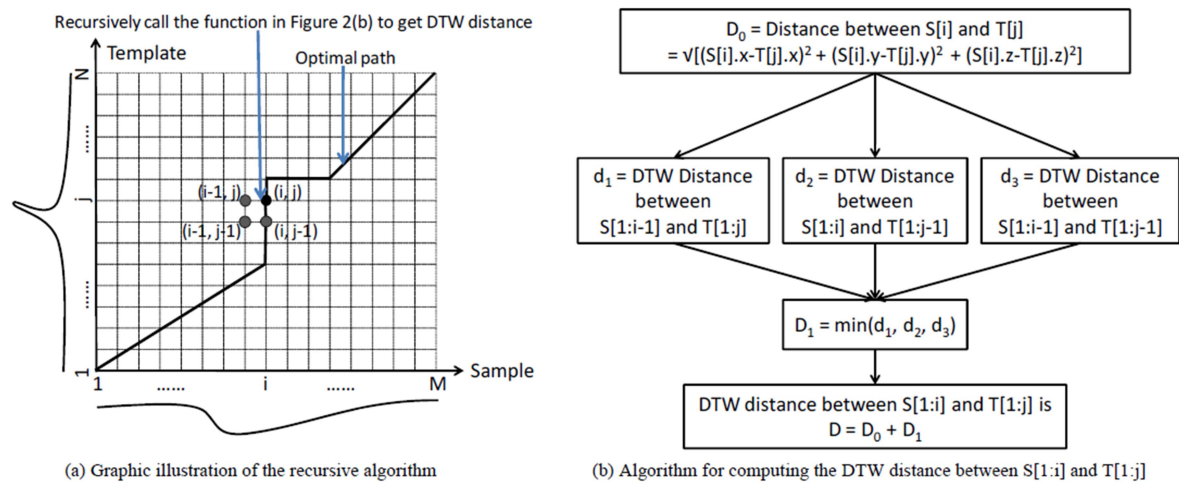 Recursively call the function in Figure 2(b) to get DTW distance
Template
Optimal path
N
......
j
......
1
(i-1, j)
(i, j)
(i-1, j-1)
(i, j-1)
Sample
1
......
i
......
M
(a) Graphic illustration of the recursive algorithm
D₀ = Distance between S[i] and T[j]
= √[(S[i].x-T[j].x)² + (S[i].y-T[j].y)² + (S[i].z-T[j].z)²]
d₁ = DTW Distance
between
S[1:i-1] and T[1:j]
d₂ = DTW Distance
between
S[1:i] and T[1:j-1]
d₃ = DTW Distance
between
S[1:i-1] and T[1:j-1]
D₁ = min(d₁, d₂, d₃)
DTW distance between S[1:i] and T[1:j] is
D = D₀ + D₁
(b) Algorithm for computing the DTW distance between S[1:i] and T[1:j]